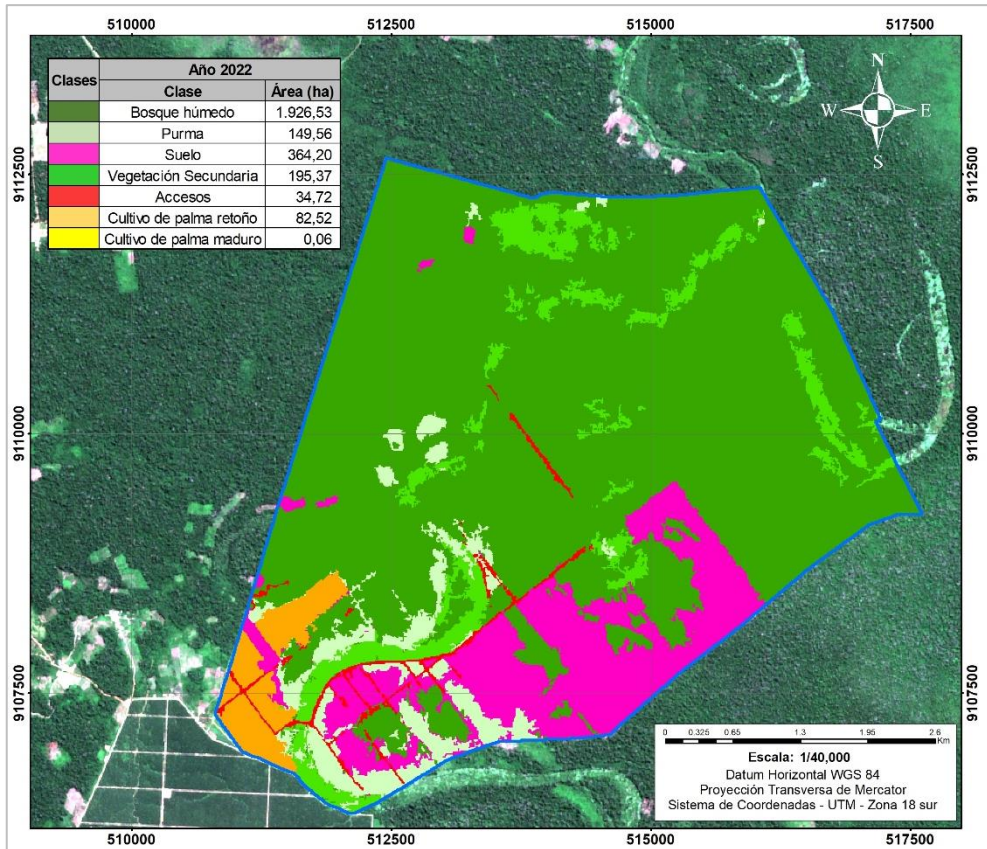 510000 512500 515000 517500
Clases Año 2022
Clase Área (ha)
Bosque húmedo 1.926,53
Purma 149,56
Suelo 364,20
Vegetación Secundaria 195,37
Accesos 34,72
Cultivo de palma retoño 82,52
Cultivo de palma maduro 0,06
N
W E
S
9112500 9112500
9110000 9110000
9107500 9107500
0 0.325 0.65 1.3 1.95 2.6
Km
Escala: 1/40,000
Datum Horizontal WGS 84
Proyección Transversa de Mercator
Sistema de Coordenadas - UTM - Zona 18 sur
510000 512500 515000 517500